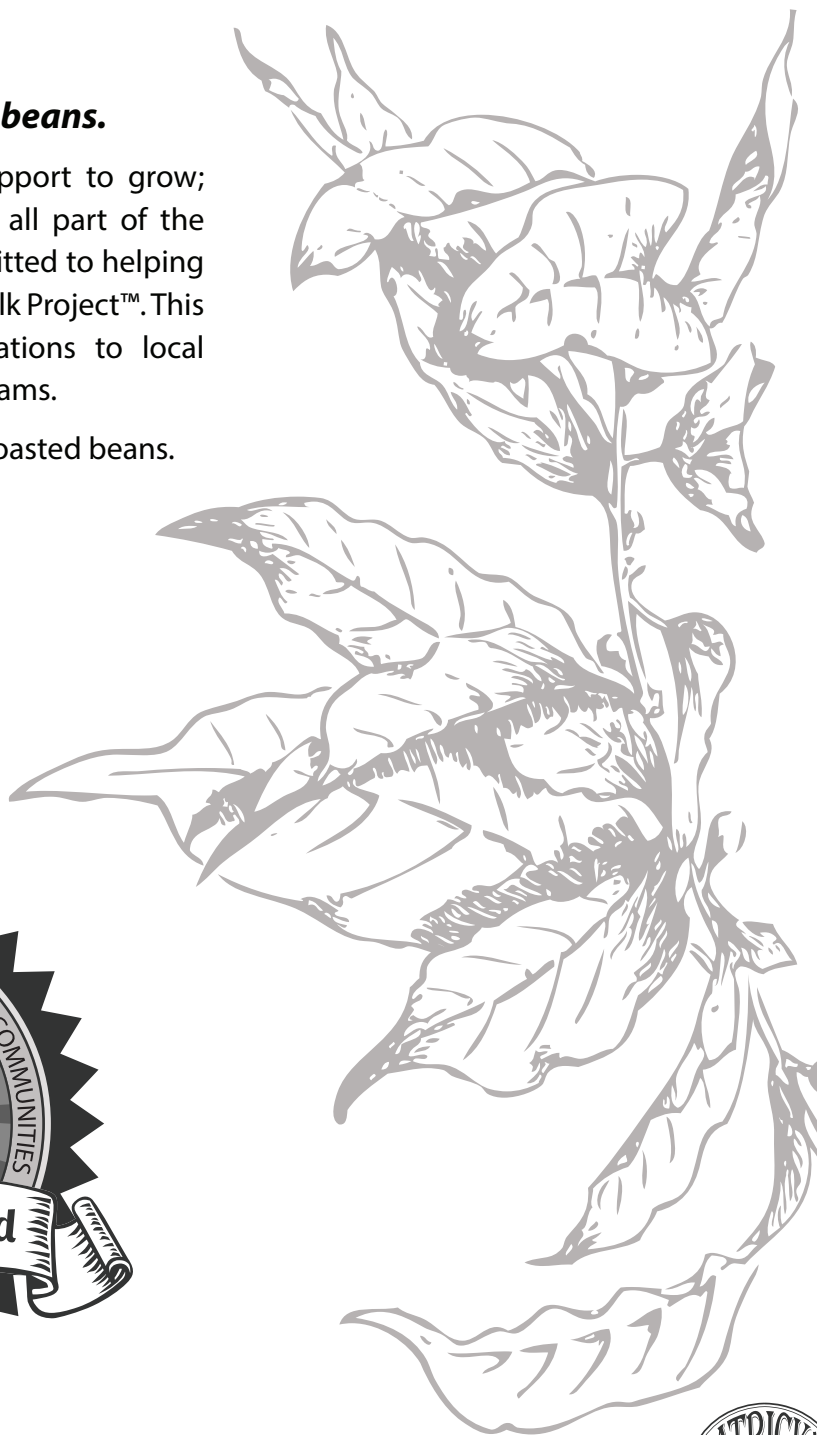 beans.
pport to grow;
all part of the
itted to helping
lk Project™. This
ations to local
ams.
oasted beans.
COMMUNITIES
d
ATRICK